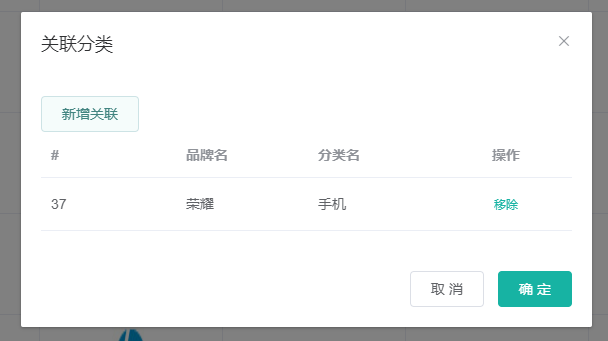 关联分类
新增关联
# 品牌名 分类名 操作
37 荣耀 手机 移除
取 消 确 定